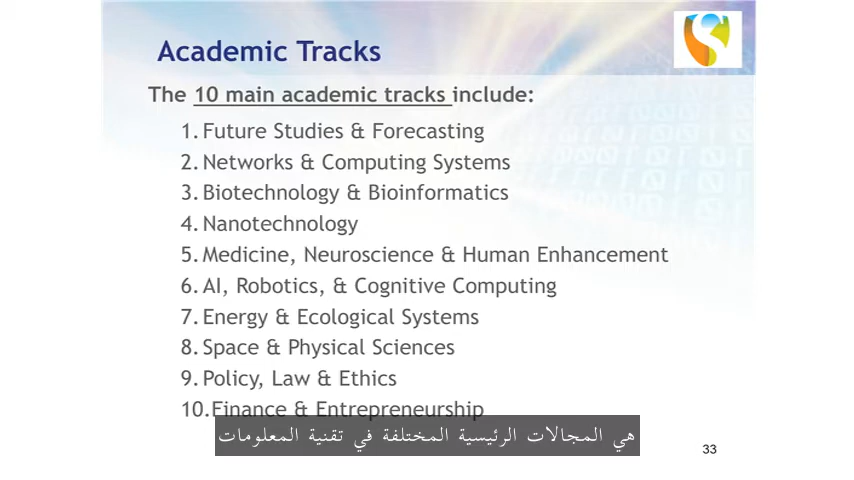 Academic Tracks
The 10 main academic tracks include:
1. Future Studies & Forecasting
2. Networks & Computing Systems
3. Biotechnology & Bioinformatics
4. Nanotechnology
5. Medicine, Neuroscience & Human Enhancement
6. AI, Robotics, & Cognitive Computing
7. Energy & Ecological Systems
8. Space & Physical Sciences
9. Policy, Law & Ethics
10. Finance & Entrepreneurship
هي المجالات الرئيسية المختلفة في تقنية المعلومات
33